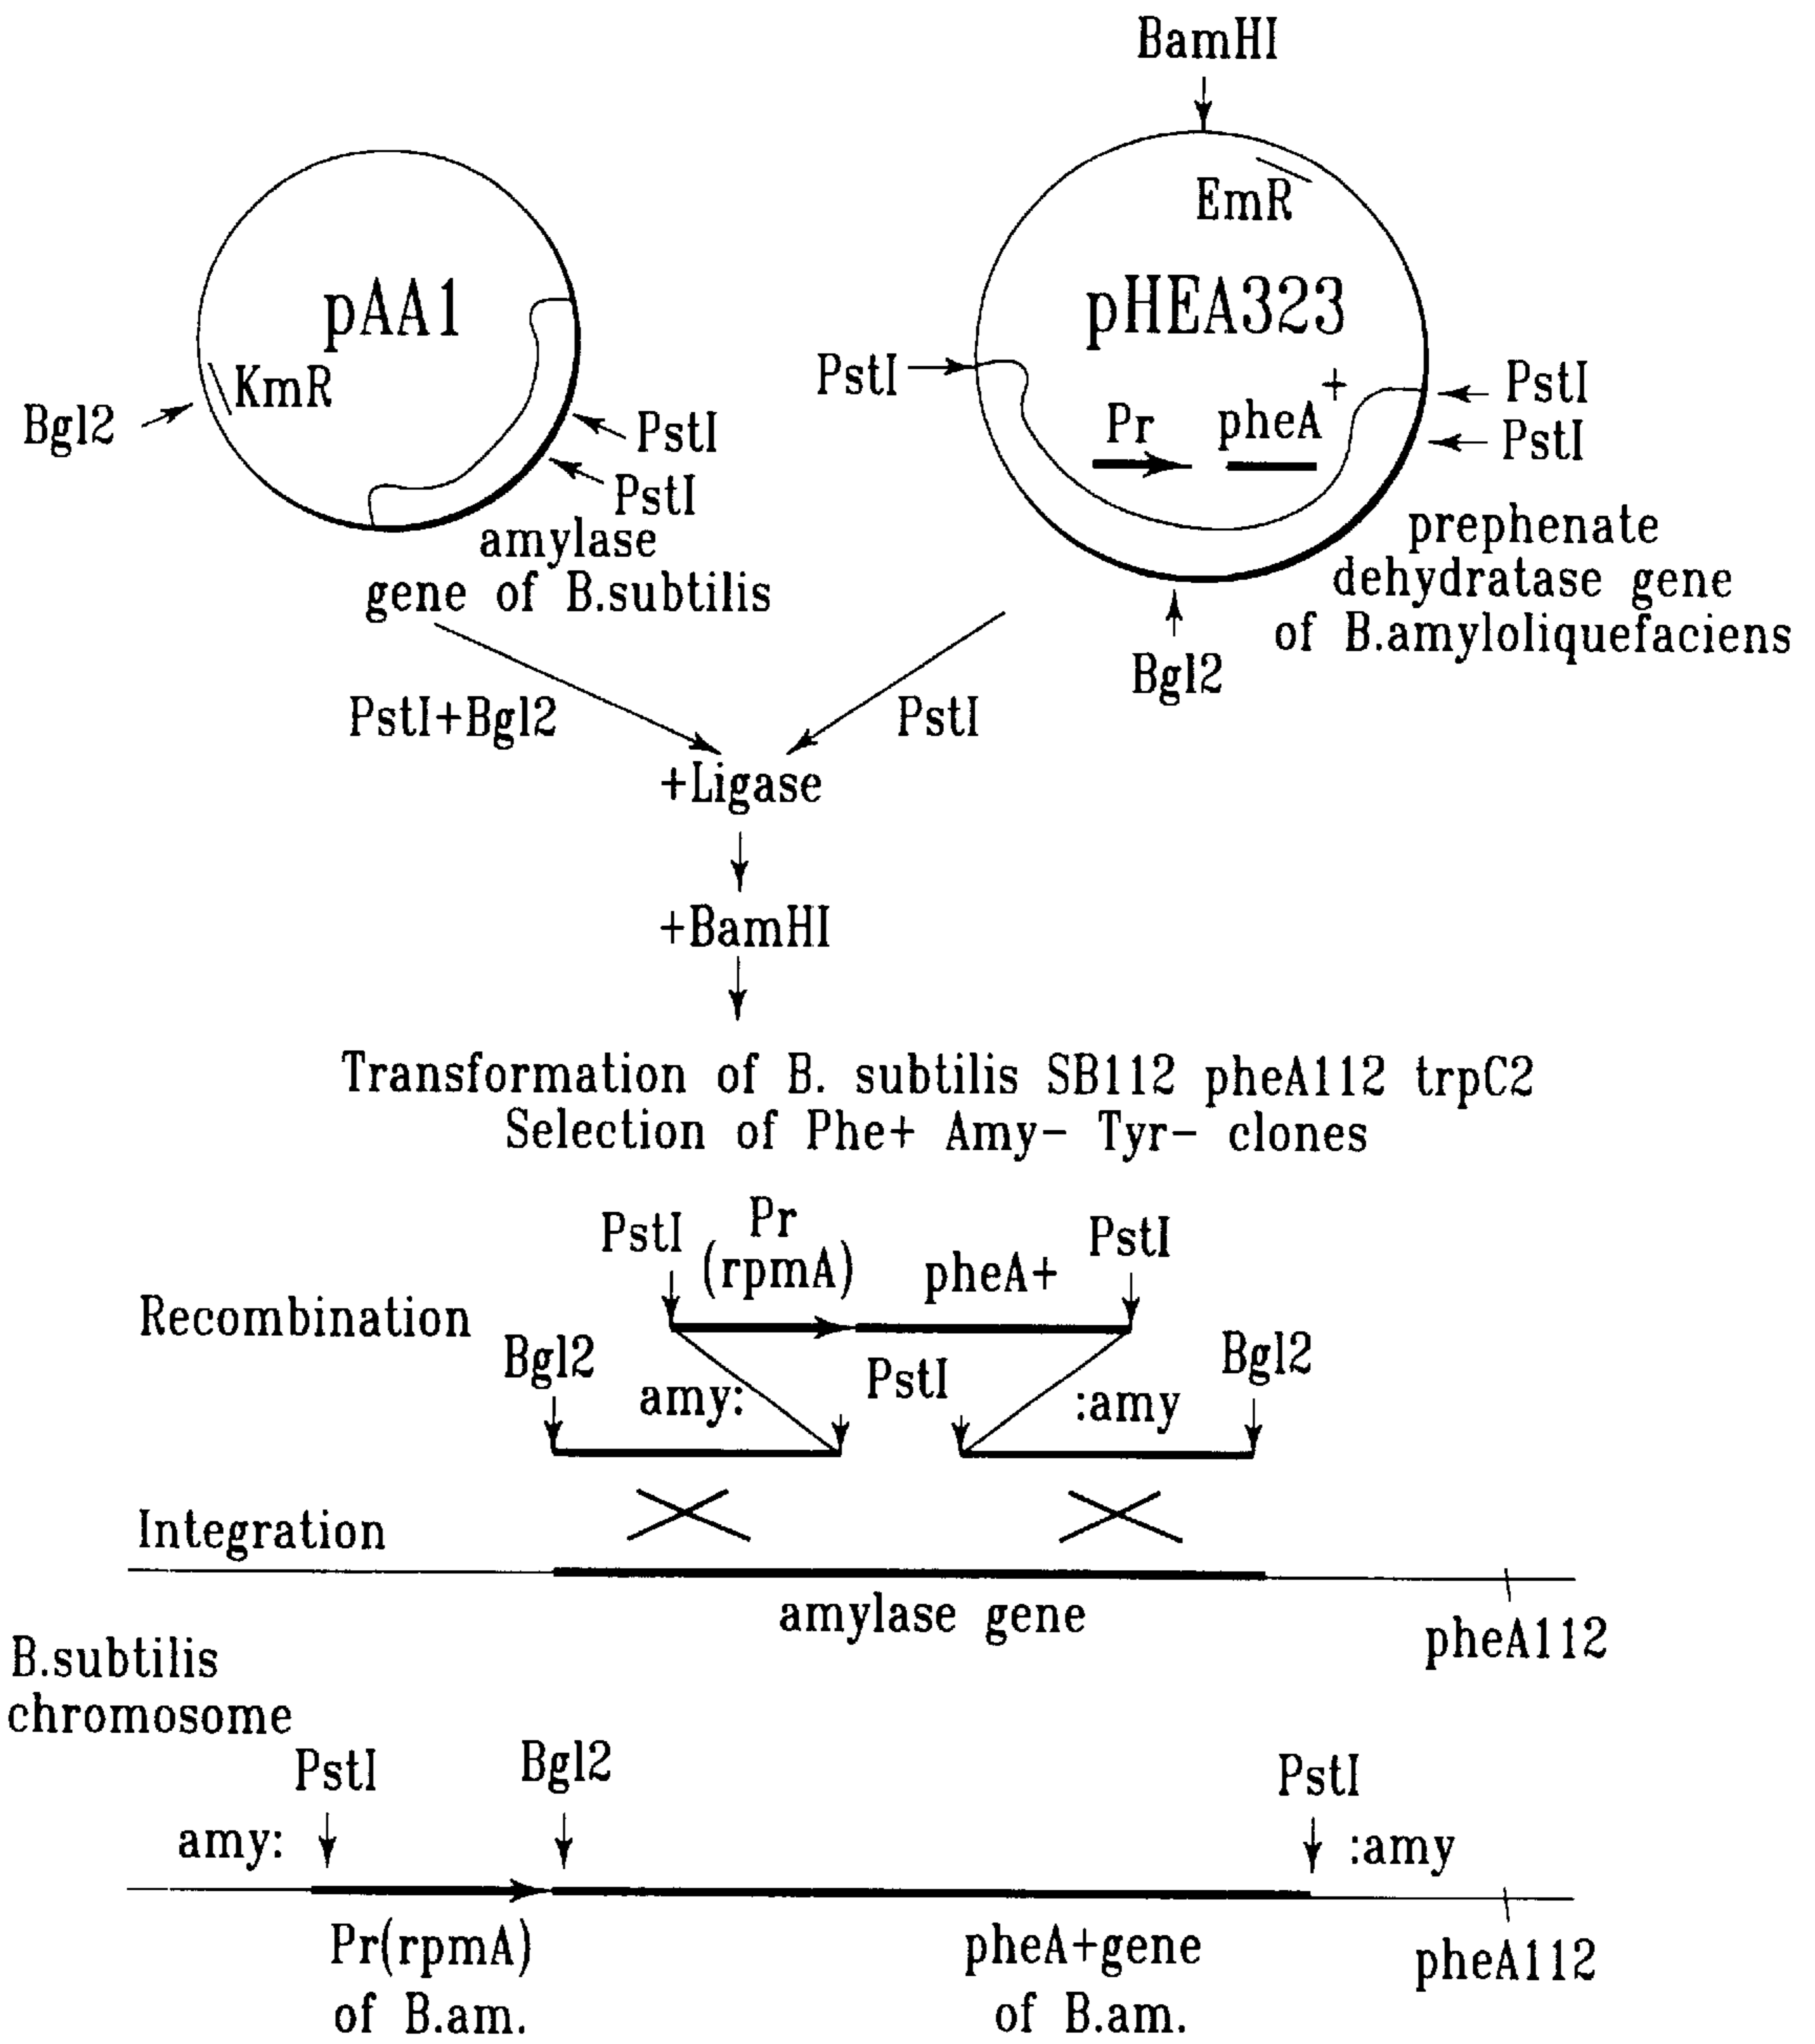 BamHI
EmR
pAA1
pHEA323
KmR
Bgl2
PstI
PstI
PstI
PstI
PstI
Pr
pheA+
amylase
gene of B.subtilis
prephenate
dehydratase gene
of B.amyloliquefaciens
Bgl2
PstI+Bgl2
PstI
+Ligase
+BamHI
Transformation of B. subtilis SB112 pheA112 trpC2
Selection of Phe+ Amy- Tyr- clones
PstI
Pr
(rpmA)
pheA+
PstI
Recombination
Bgl2
amy:
PstI
:amy
Bgl2
Integration
amylase gene
pheA112
B.subtilis
chromosome
PstI
Bgl2
PstI
amy:
:amy
Pr(rpmA)
of B.am.
pheA+gene
of B.am.
pheA112